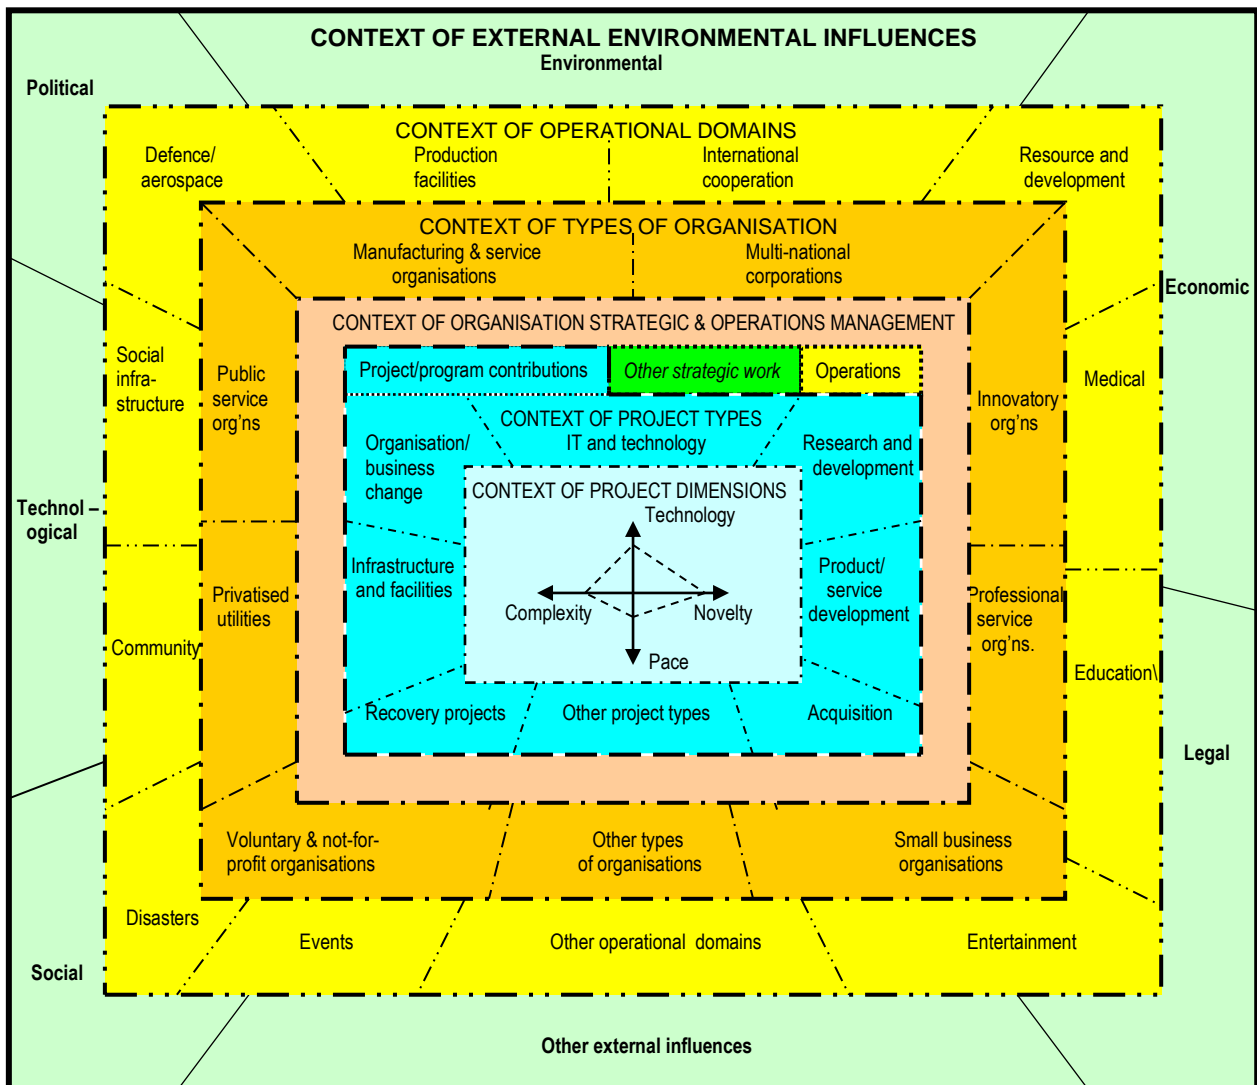 CONTEXT OF EXTERNAL ENVIRONMENTAL INFLUENCES
Environmental
Political
CONTEXT OF OPERATIONAL DOMAINS
Defence/
aerospace
Production
facilities
International
cooperation
Resource and
development
CONTEXT OF TYPES OF ORGANISATION
Manufacturing & service
organisations
Multi-national
corporations
Economic
CONTEXT OF ORGANISATION STRATEGIC & OPERATIONS MANAGEMENT
Social
infra-
structure
Public
service
org'ns
Project/program contributions
Other strategic work
Operations
Innovatory
org'ns
Medical
CONTEXT OF PROJECT TYPES
IT and technology
Organisation/
business
change
Research and
development
CONTEXT OF PROJECT DIMENSIONS
Technology
Complexity
Novelty
Pace
Technol –
ogical
Infrastructure
and facilities
Product/
service
development
Privatised
utilities
Professional
service
org'ns.
Community
Education\
Recovery projects
Other project types
Acquisition
Legal
Voluntary & not-for-
profit organisations
Other types
of organisations
Small business
organisations
Disasters
Events
Other operational domains
Entertainment
Social
Other external influences